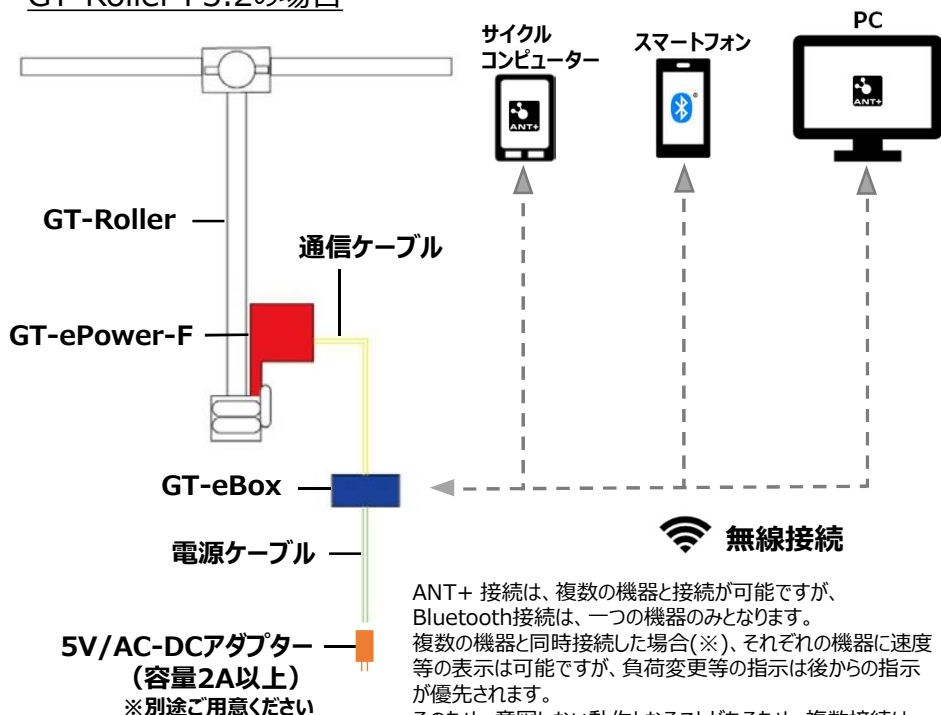 GT-Roller F3.2の場合
サイクル
コンピューター
スマートフォン
PC
ANT+
ANT+
GT-Roller
通信ケーブル
GT-ePower-F
GT-eBox
無線接続
電源ケーブル
5V/AC-DCアダプター
(容量2A以上)
※別途ご用意ください
ANT+ 接続は、複数の機器と接続が可能ですが、
Bluetooth接続は、一つの機器のみとなります。
複数の機器と同時接続した場合(※)、それぞれの機器に速度
等の表示は可能ですが、負荷変更等の指示は後からの指示
が優先されます。